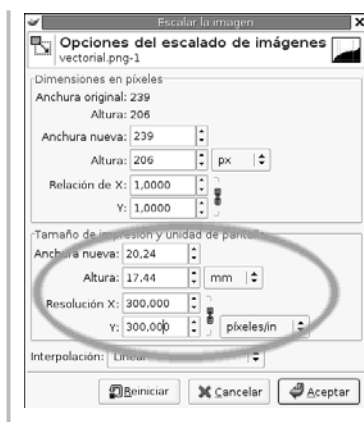 Escalar la imagen
Opciones del escalado de imágenes
vectorial.png-1
Dimensiones en píxeles
Anchura original: 239
Altura: 206
Anchura nueva: 239
Altura: 206 px
Relación de X: 1,0000
Y: 1,0000
Tamaño de impresión y unidad de pantalla
Anchura nueva: 20,24
Altura: 17,44 mm
Resolución X: 300.000
Y: 300,000 píxeles/in
Interpolación: Lineal
Reiniciar Cancelar Aceptar